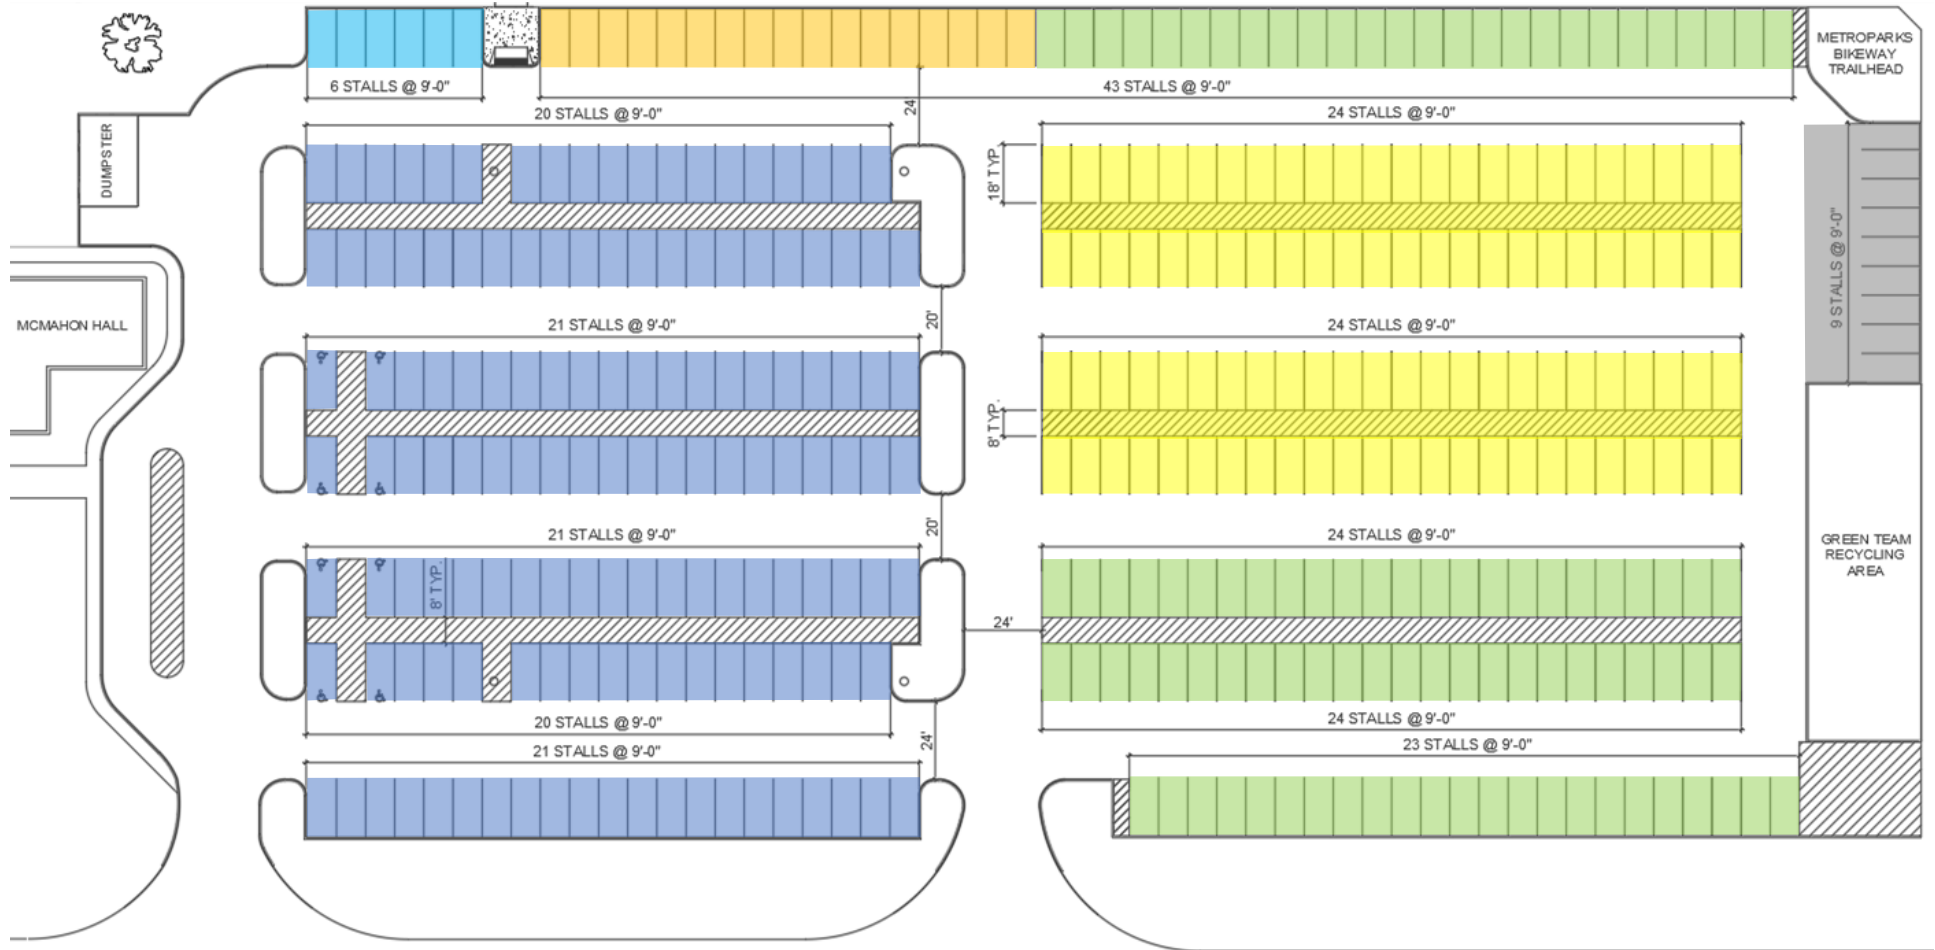 METROPARKS
BIKEWAY
TRAILHEAD
6 STALLS @ 9'-0"
43 STALLS @ 9'-0"
20 STALLS @ 9'-0"
24'
24 STALLS @ 9'-0"
DUMPSTER
18' TYP.
9 STALLS @ 9'-0"
MCMAHON HALL
21 STALLS @ 9'-0"
20'
24 STALLS @ 9'-0"
8' TYP.
21 STALLS @ 9'-0"
20'
24 STALLS @ 9'-0"
GREEN TEAM
RECYCLING
AREA
8' TYP.
24'
20 STALLS @ 9'-0"
24 STALLS @ 9'-0"
21 STALLS @ 9'-0"
24'
23 STALLS @ 9'-0"